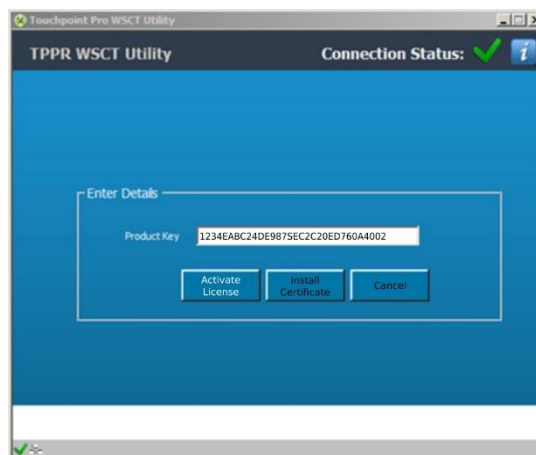 Touchpoint Pro WSCT Utility
TPPR WSCT Utility
Connection Status:
i
Enter Details
Product Key
1234EABC24DE987SEC2C20ED760A4002
Activate
License
Install
Certificate
Cancel